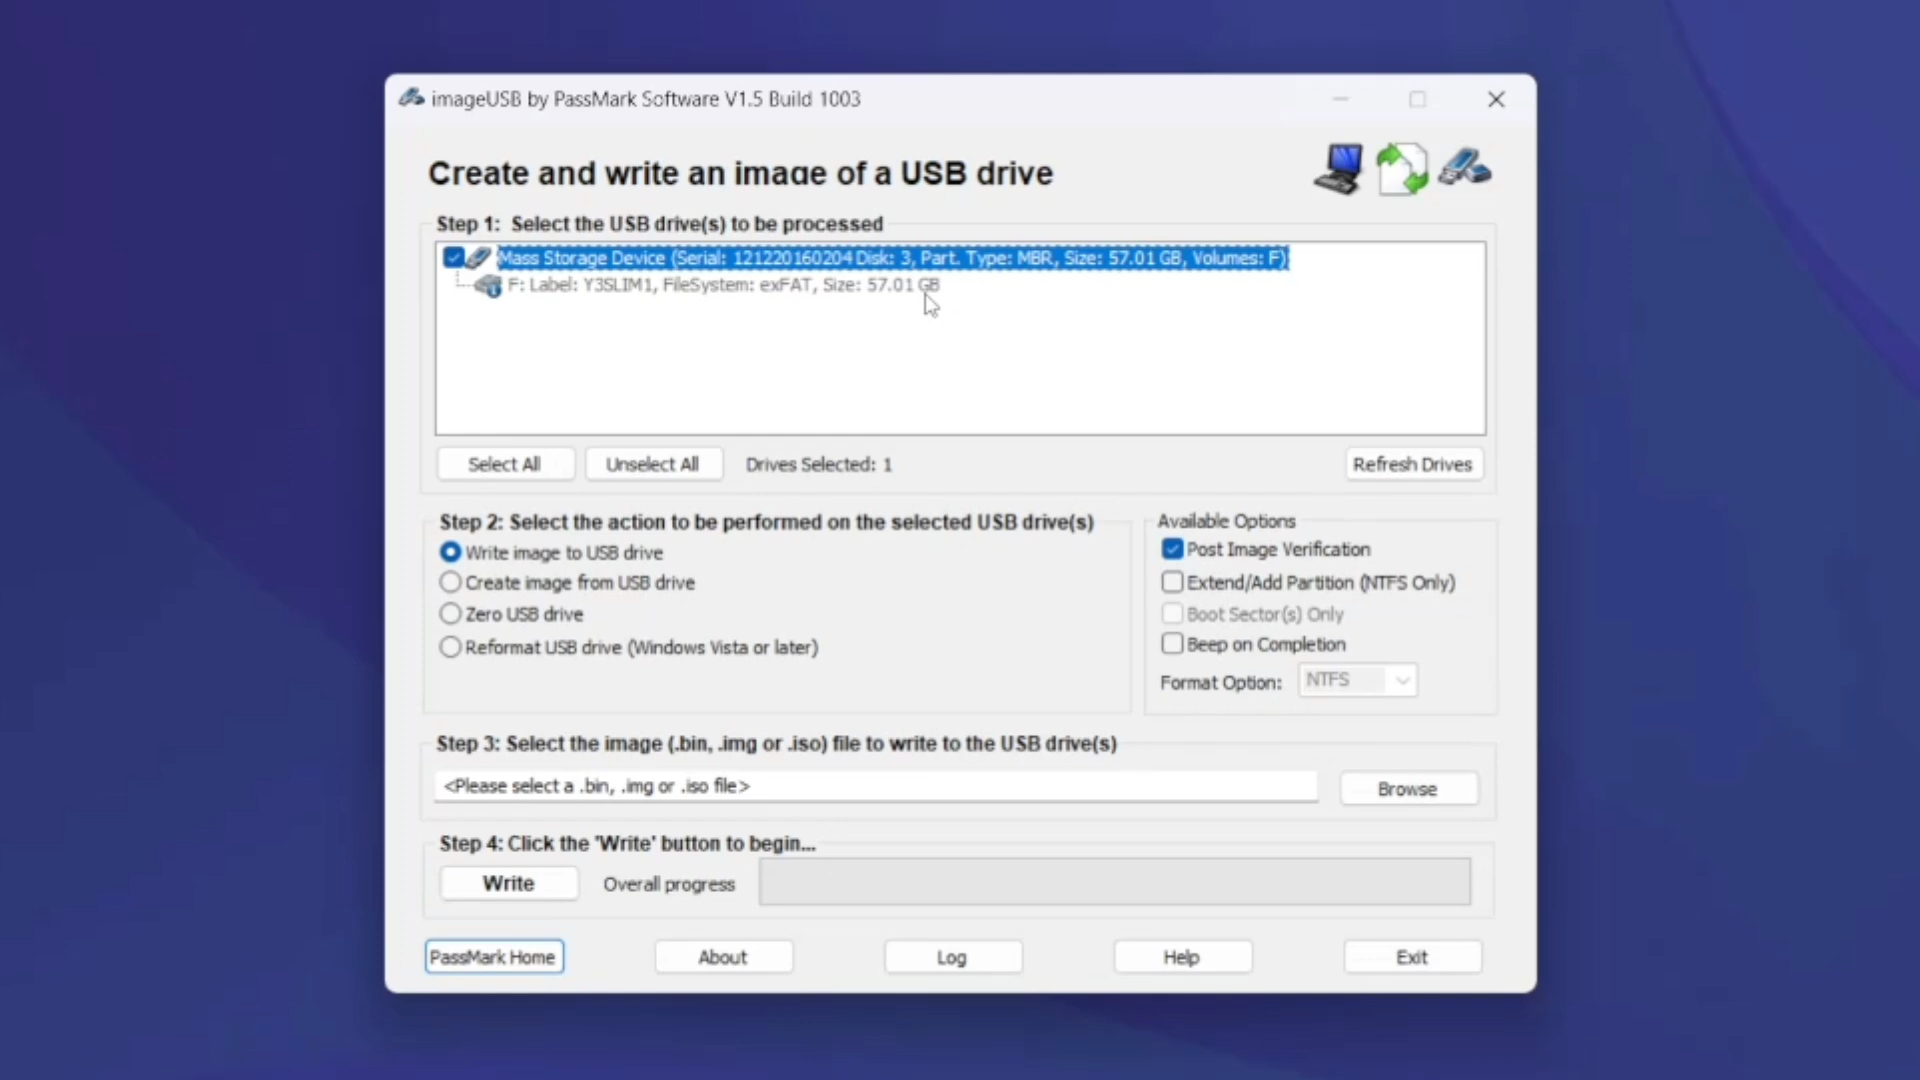 imageUSB by PassMark Software V1.5 Build 1003
Create and write an image of a USB drive
Step 1: Select the USB drive(s) to be processed
Mass Storage Device (Serial: 121220160204 Disk: 3, Part. Type: MBR, Size: 57.01 GB, Volumes: F)
F: Label: Y3SLIM1, FileSystem: exFAT, Size: 57.01 GB
Select All
Unselect All
Drives Selected: 1
Refresh Drives
Step 2: Select the action to be performed on the selected USB drive(s)
Write image to USB drive
Create image from USB drive
Zero USB drive
Reformat USB drive (Windows Vista or later)
Available Options
Post Image Verification
Extend/Add Partition (NTFS Only)
Boot Sector(s) Only
Beep on Completion
Format Option: NTFS
Step 3: Select the image (.bin, .img or .iso) file to write to the USB drive(s)
<Please select a .bin, .img or .iso file>
Browse
Step 4: Click the 'Write' button to begin...
Write
Overall progress
PassMark Home
About
Log
Help
Exit